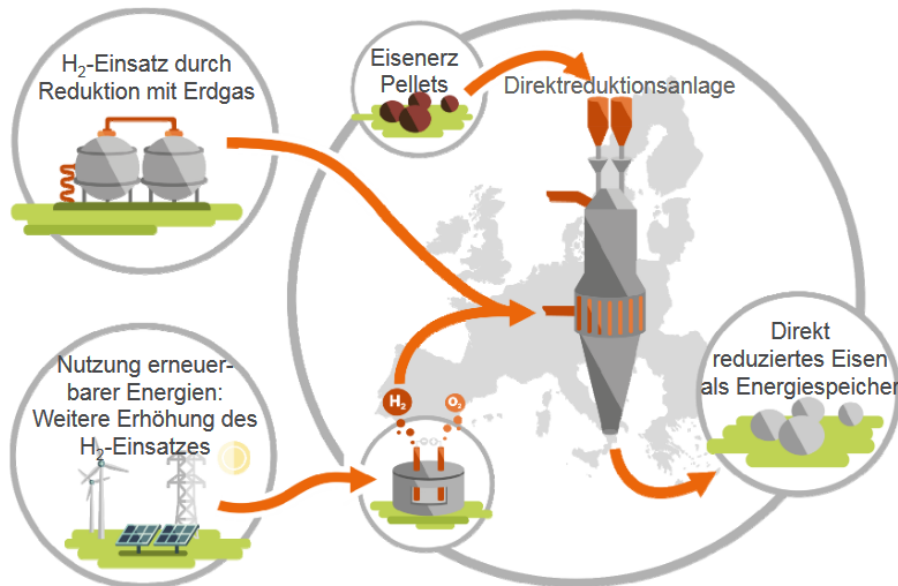 H₂-Einsatz durch
Reduktion mit Erdgas
Eisenerz
Pellets
Direktreduktionsanlage
Direkt
reduziertes Eisen
als Energiespeicher
Nutzung erneuer-
barer Energien:
Weitere Erhöhung des
H₂-Einsatzes
H₂
O₂